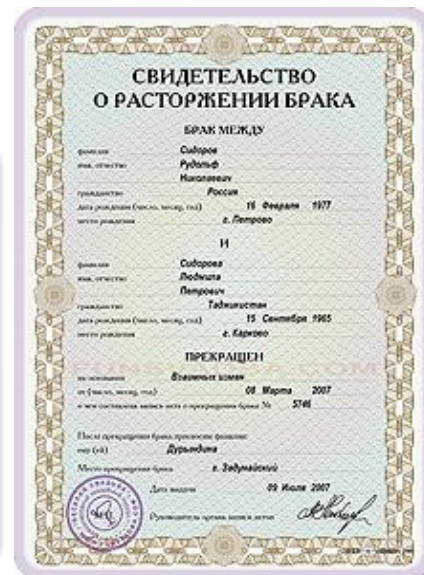 СВИДЕТЕЛЬСТВО
О РАСТОРЖЕНИИ БРАКА
БРАК МЕЖДУ
фамилия Сидоров
имя, отчество Рудольф
Николаевич
гражданство Россия
дата рождения (число, месяц, год) 16 Февраля 1977
место рождения г. Петрово
И
фамилия Сидорова
имя, отчество Людмила
Петрович
гражданство Таджикистан
дата рождения (число, месяц, год) 15 Сентября 1985
место рождения г. Карково
ПРЕКРАЩЕН
на основании Взаимных измен
от (число, месяц, год) 08 Марта 2007
о чем составлена запись акта о прекращении брака № 5746
После прекращения брака присвоены фамилии:
ему (ей) Дурындина
Место прекращения брака г. Задунайский
Дата выдачи 09 Июля 2007
Руководитель органа записи актов